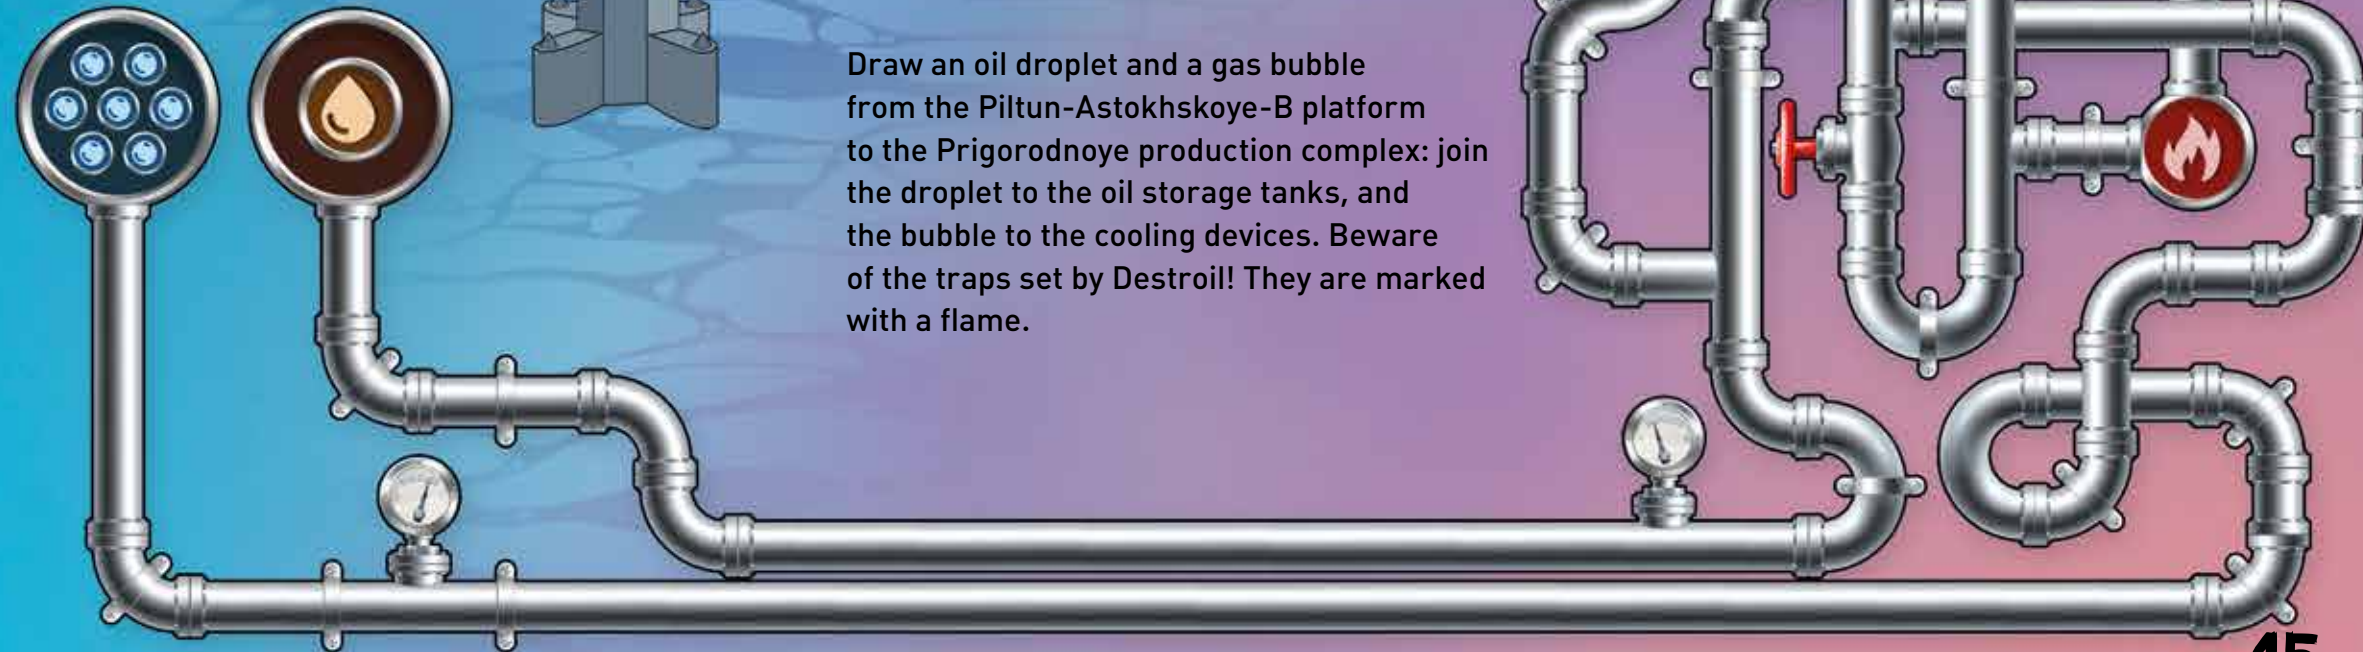 Draw an oil droplet and a gas bubble
from the Piltun-Astokhskoye-B platform
to the Prigorodnoye production complex: join
the droplet to the oil storage tanks, and
the bubble to the cooling devices. Beware
of the traps set by Destroil! They are marked
with a flame.
45